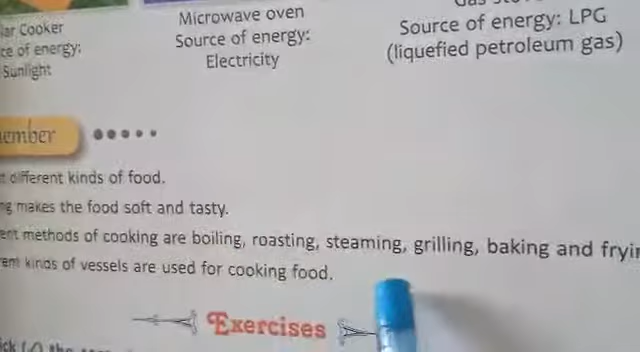 lar Cooker
ce of energy:
Sunlight
Microwave oven
Source of energy:
Electricity
Source of energy: LPG
(liquefied petroleum gas)
ember
t different kinds of food.
ng makes the food soft and tasty.
ent methods of cooking are boiling, roasting, steaming, grilling, baking and fryin
rent kinds of vessels are used for cooking food.
Exercises